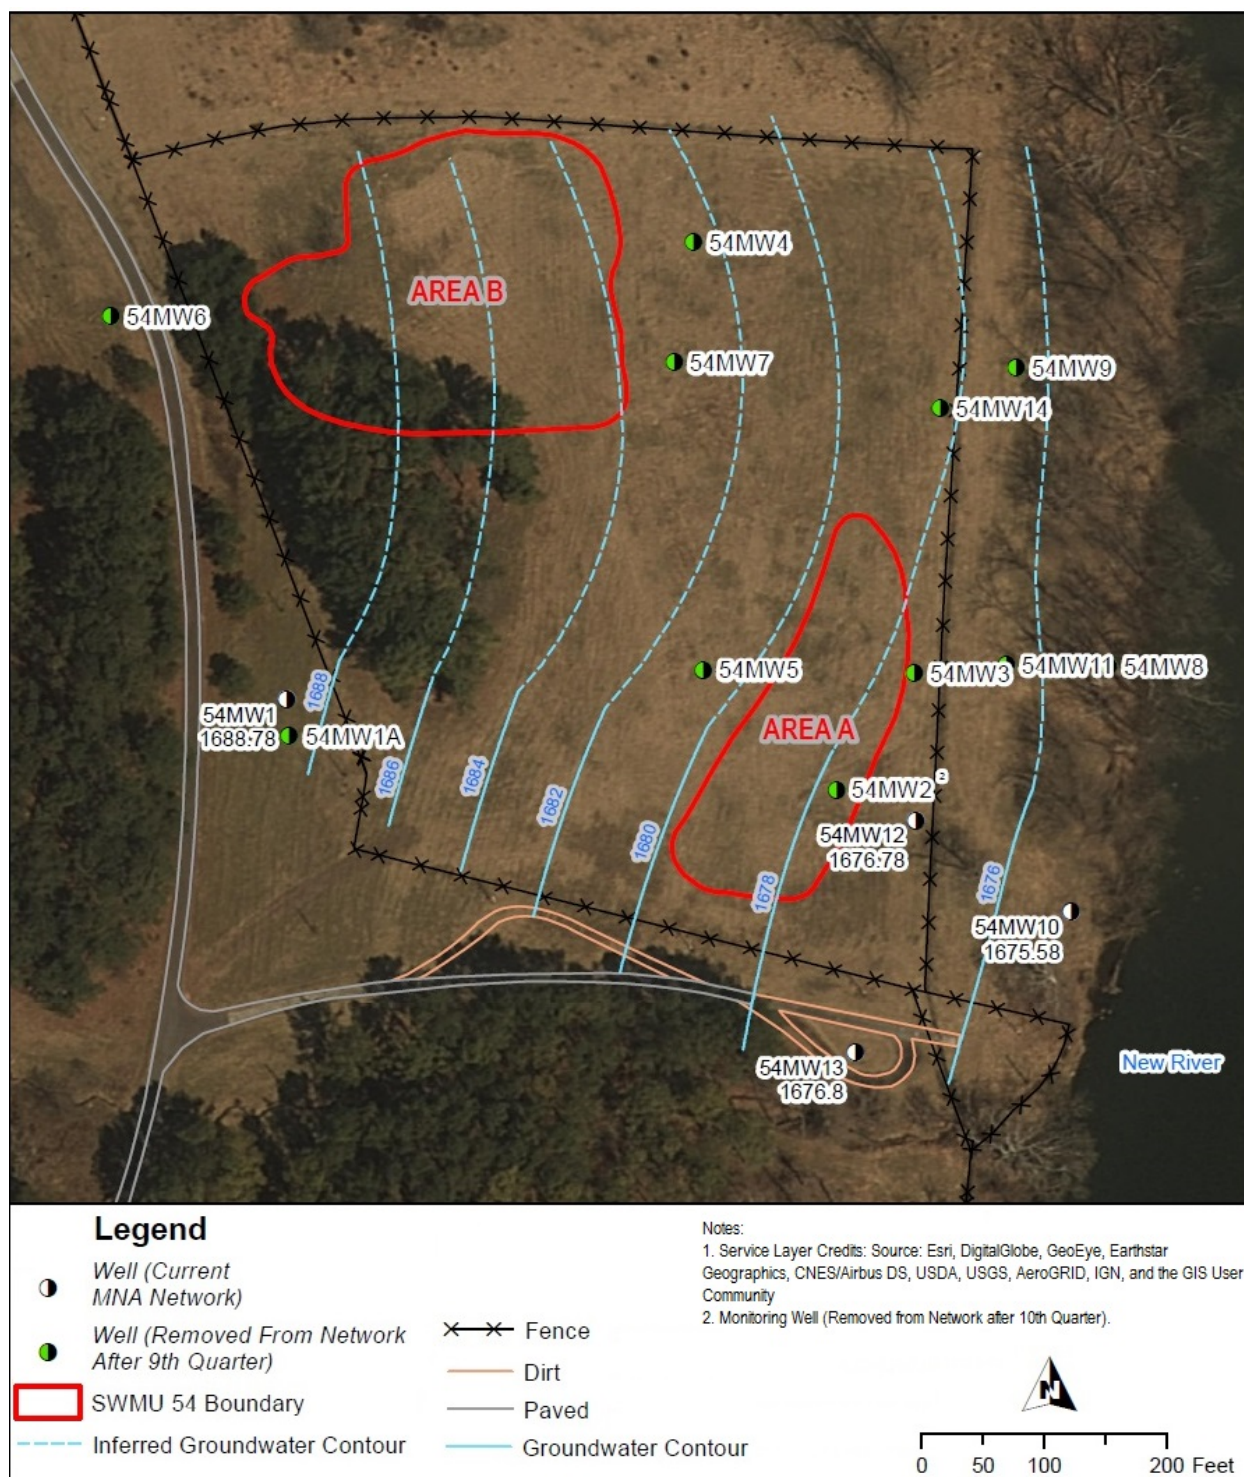 54MW4
AREA B
54MW6
54MW7
54MW9
54MW14
54MW5
54MW3
54MW11
54MW8
1688
54MW1
1688.78
54MW1A
AREA A
1686
1684
1682
1680
1678
1676
54MW2 2
54MW12
1676.78
54MW10
1675.58
54MW13
1676.8
New River
Legend
Well (Current
MNA Network)
Well (Removed From Network
After 9th Quarter)
SWMU 54 Boundary
Inferred Groundwater Contour
Fence
Dirt
Paved
Groundwater Contour
Notes:
1. Service Layer Credits: Source: Esri, DigitalGlobe, GeoEye, Earthstar
Geographics, CNES/Airbus DS, USDA, USGS, AeroGRID, IGN, and the GIS User
Community
2. Monitoring Well (Removed from Network after 10th Quarter).
N
0 50 100 200 Feet